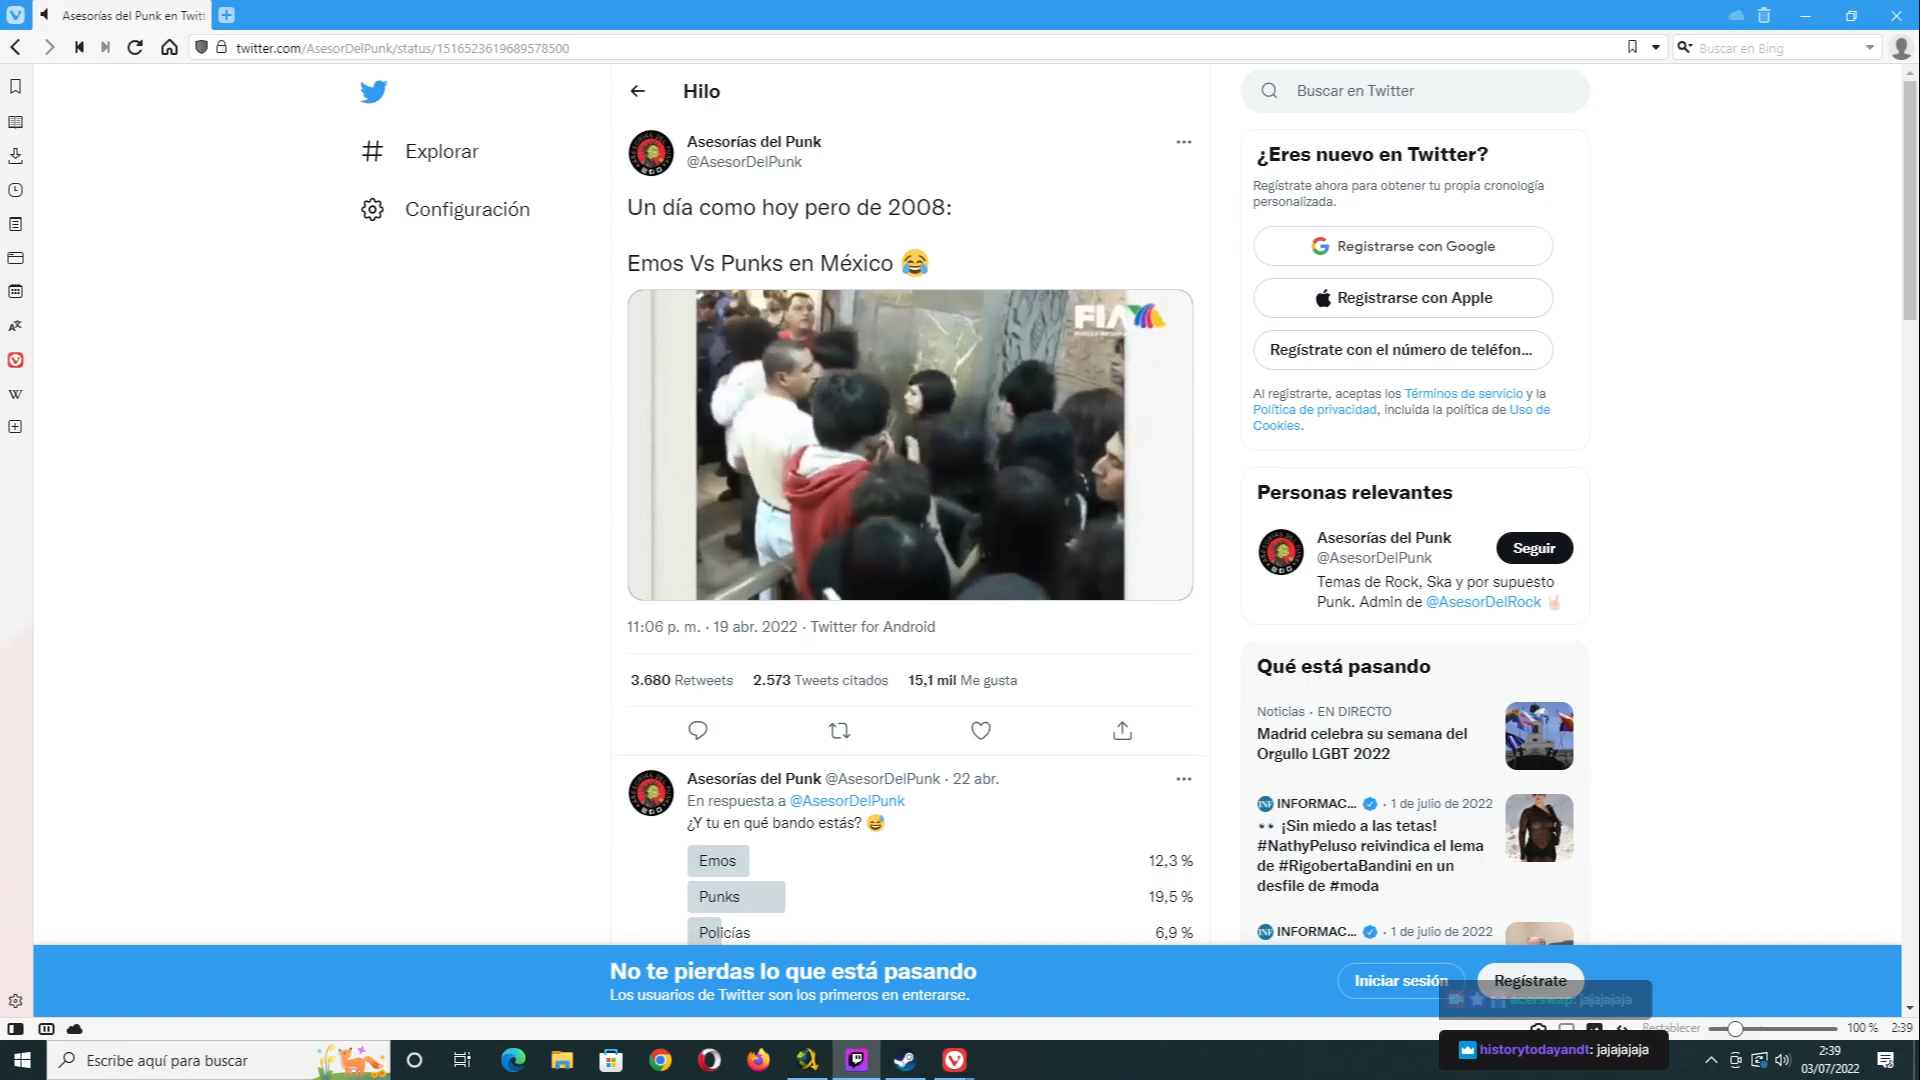 Asesorías del Punk en Twitt
twitter.com/AsesorDelPunk/status/1516523619689578500
Buscar en Bing
Explorar
Configuración
Hilo
Asesorías del Punk
@AsesorDelPunk
Un día como hoy pero de 2008:
Emos Vs Punks en México 😂
FIA
11:06 p. m. · 19 abr. 2022 · Twitter for Android
3.680 Retweets 2.573 Tweets citados 15,1 mil Me gusta
Asesorías del Punk @AsesorDelPunk · 22 abr.
En respuesta a @AsesorDelPunk
¿Y tu en qué bando estás? 😅
Emos 12,3 %
Punks 19,5 %
Policías 6,9 %
Buscar en Twitter
¿Eres nuevo en Twitter?
Regístrate ahora para obtener tu propia cronología
personalizada.
Registrarse con Google
Registrarse con Apple
Regístrate con el número de teléfon...
Al registrarte, aceptas los Términos de servicio y la
Política de privacidad, incluida la política de Uso de
Cookies.
Personas relevantes
Asesorías del Punk
@AsesorDelPunk
Seguir
Temas de Rock, Ska y por supuesto
Punk. Admin de @AsesorDelRock 🤘🏻
Qué está pasando
Noticias · EN DIRECTO
Madrid celebra su semana del
Orgullo LGBT 2022
INFORMAC... · 1 de julio de 2022
👀 ¡Sin miedo a las tetas!
#NathyPeluso reivindica el lema
de #RigobertaBandini en un
desfile de #moda
INFORMAC... · 1 de julio de 2022
No te pierdas lo que está pasando
Los usuarios de Twitter son los primeros en enterarse.
Iniciar sesión
Regístrate
acerswap: jajajajaja
Restablecer 100 % 2:39
historytodayandt: jajajajaja
Escribe aquí para buscar
2:39
03/07/2022